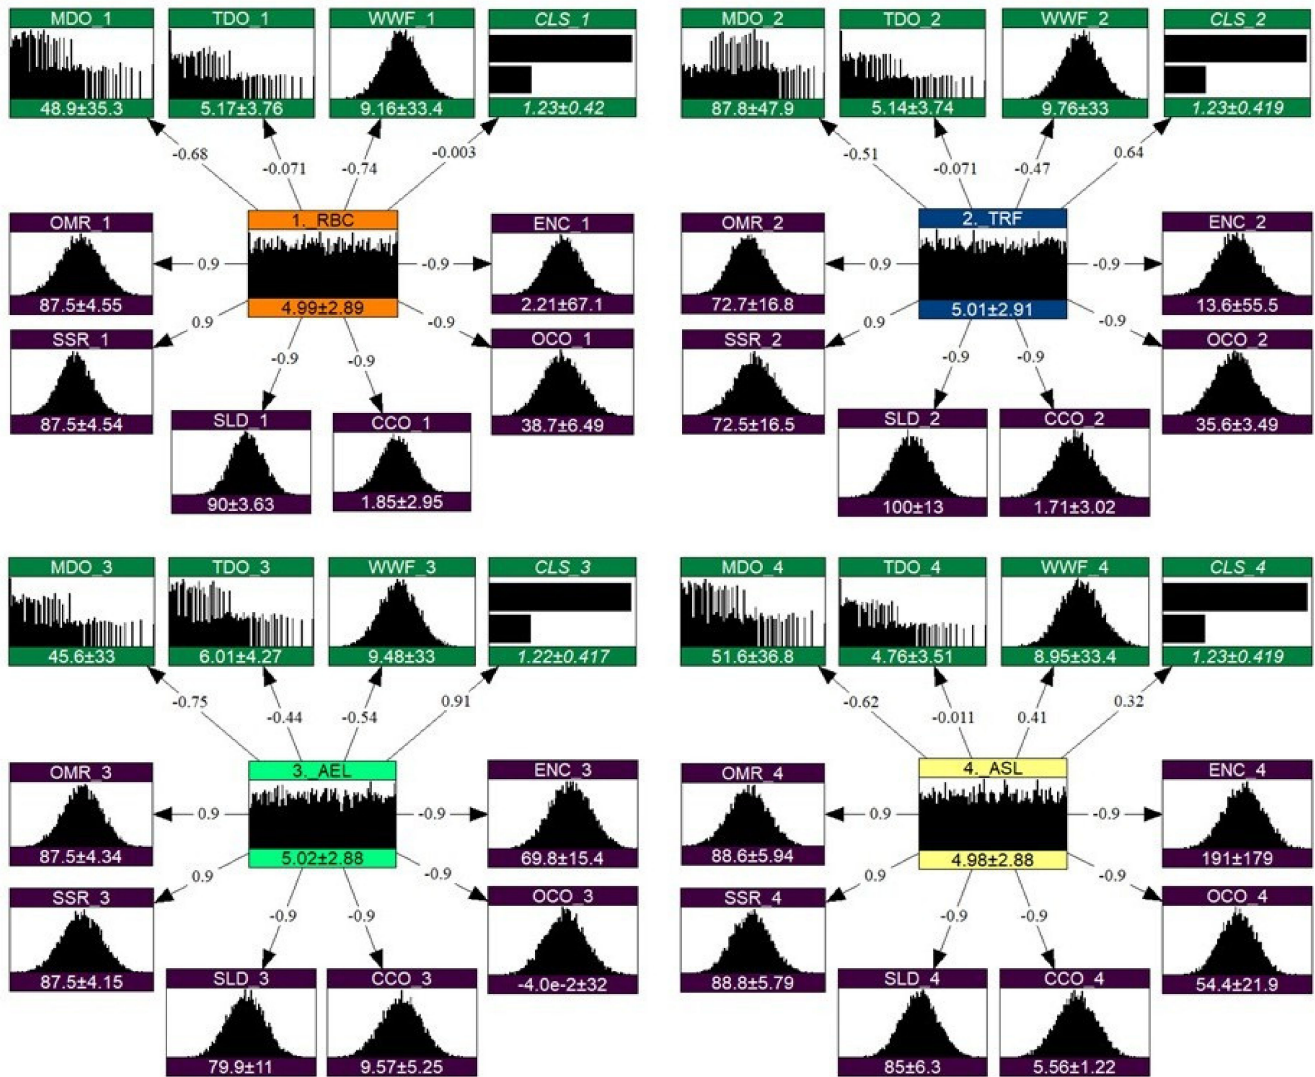 MDO_1 TDO_1 WWF_1 CLS_1 MDO_2 TDO_2 WWF_2 CLS_2
48.9±35.3 5.17±3.76 9.16±33.4 1.23±0.42 87.8±47.9 5.14±3.74 9.76±33 1.23±0.419
-0.68 -0.071 -0.74 -0.003 -0.51 -0.071 -0.47 0.64
OMR_1 1._RBC ENC_1 OMR_2 2._TRF ENC_2
0.9 -0.9 0.9 -0.9
87.5±4.55 4.99±2.89 2.21±67.1 72.7±16.8 5.01±2.91 13.6±55.5
0.9 -0.9 0.9 -0.9
SSR_1 OCO_1 SSR_2 OCO_2
-0.9 -0.9 -0.9 -0.9
87.5±4.54 SLD_1 CCO_1 38.7±6.49 72.5±16.5 SLD_2 CCO_2 35.6±3.49
90±3.63 1.85±2.95 100±13 1.71±3.02
MDO_3 TDO_3 WWF_3 CLS_3 MDO_4 TDO_4 WWF_4 CLS_4
45.6±33 6.01±4.27 9.48±33 1.22±0.417 51.6±36.8 4.76±3.51 8.95±33.4 1.23±0.419
-0.75 -0.44 -0.54 0.91 -0.62 -0.011 0.41 0.32
OMR_3 3._AEL ENC_3 OMR_4 4._ASL ENC_4
0.9 -0.9 0.9 -0.9
87.5±4.34 5.02±2.88 69.8±15.4 88.6±5.94 4.98±2.88 191±179
0.9 -0.9 0.9 -0.9
SSR_3 OCO_3 SSR_4 OCO_4
-0.9 -0.9 -0.9 -0.9
87.5±4.15 SLD_3 CCO_3 -4.0e-2±32 88.8±5.79 SLD_4 CCO_4 54.4±21.9
79.9±11 9.57±5.25 85±6.3 5.56±1.22